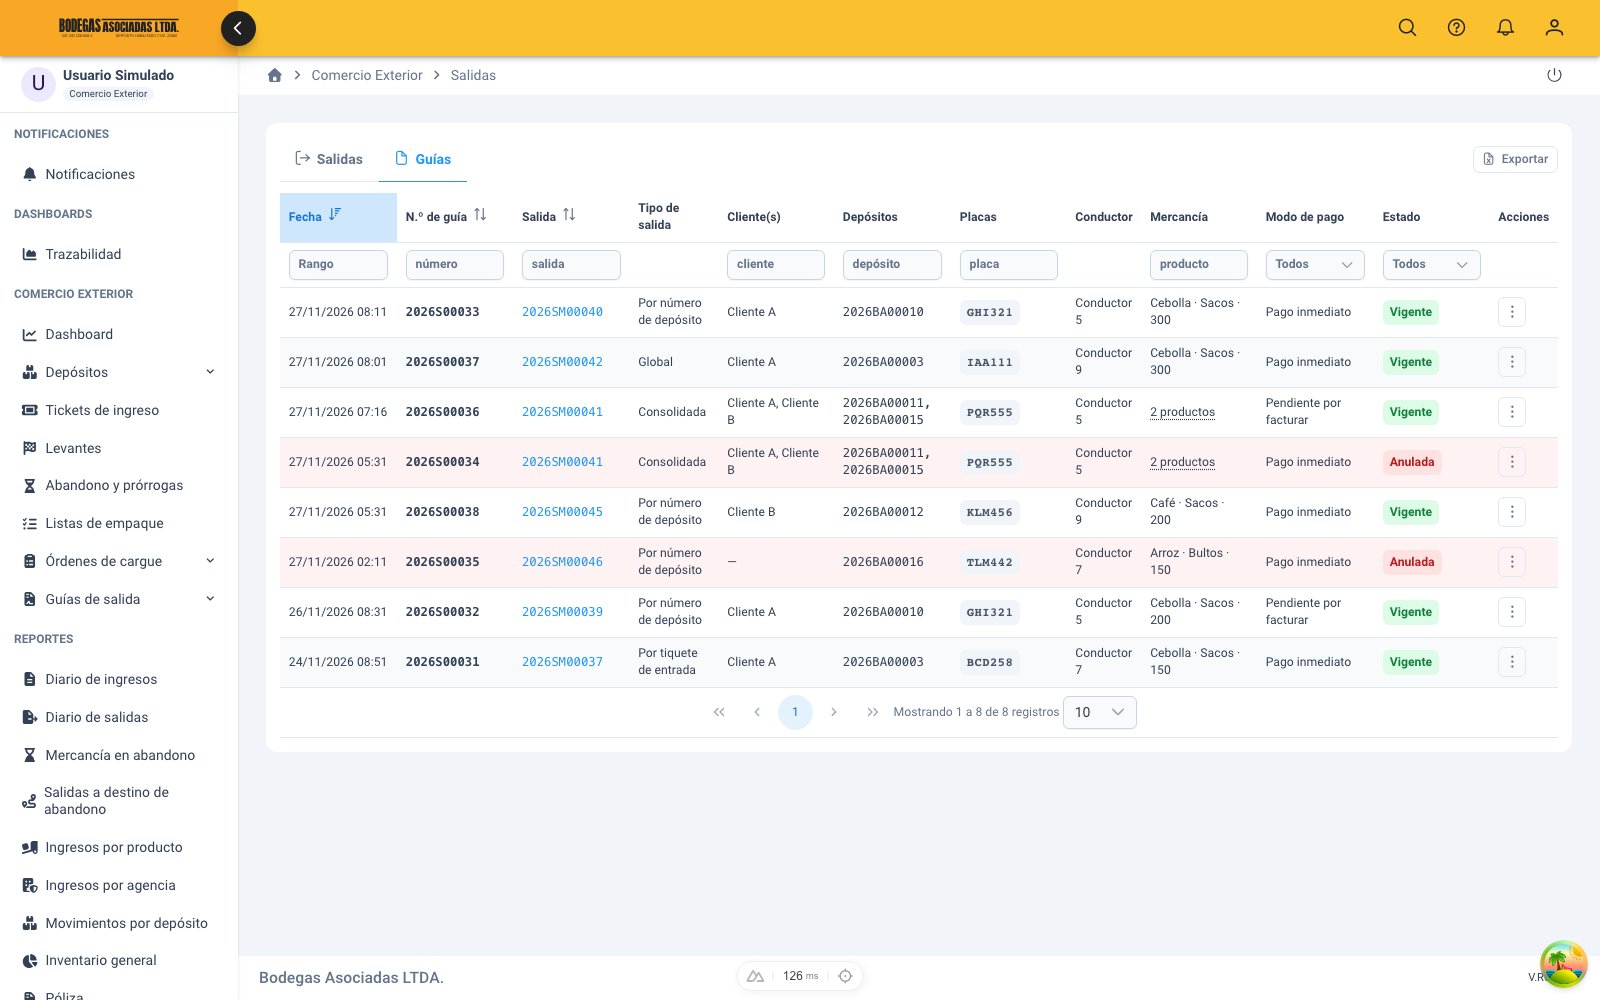 BODEGAS ASOCIADAS LTDA.
Usuario Simulado
U
Comercio Exterior
Comercio Exterior
Salidas
NOTIFICACIONES
Notificaciones
DASHBOARDS
Trazabilidad
COMERCIO EXTERIOR
Dashboard
Depósitos
Tickets de ingreso
Levantes
Abandono y prórrogas
Listas de empaque
Órdenes de cargue
Guías de salida
REPORTES
Diario de ingresos
Diario de salidas
Mercancía en abandono
Salidas a destino de
abandono
Ingresos por producto
Ingresos por agencia
Movimientos por depósito
Inventario general
Póliza
Salidas Guías Exportar
Fecha N.º de guía Salida Tipo de salida Cliente(s) Depósitos Placas Conductor Mercancía Modo de pago Estado Acciones
Rango número salida cliente depósito placa producto Todos Todos
27/11/2026 08:11 2026S00033 2026SM00040 Por número de depósito Cliente A 2026BA00010 GHI321 Conductor 5 Cebolla · Sacos · 300 Pago inmediato Vigente
27/11/2026 08:01 2026S00037 2026SM00042 Global Cliente A 2026BA00003 IAA111 Conductor 9 Cebolla · Sacos · 300 Pago inmediato Vigente
27/11/2026 07:16 2026S00036 2026SM00041 Consolidada Cliente A, Cliente B 2026BA00011, 2026BA00015 PQR555 Conductor 5 2 productos Pendiente por facturar Vigente
27/11/2026 05:31 2026S00034 2026SM00041 Consolidada Cliente A, Cliente B 2026BA00011, 2026BA00015 PQR555 Conductor 5 2 productos Pago inmediato Anulada
27/11/2026 05:31 2026S00038 2026SM00045 Por número de depósito Cliente B 2026BA00012 KLM456 Conductor 9 Café · Sacos · 200 Pago inmediato Vigente
27/11/2026 02:11 2026S00035 2026SM00046 Por número de depósito — 2026BA00016 TLM442 Conductor 7 Arroz · Bultos · 150 Pago inmediato Anulada
26/11/2026 08:31 2026S00032 2026SM00039 Por número de depósito Cliente A 2026BA00010 GHI321 Conductor 5 Cebolla · Sacos · 200 Pendiente por facturar Vigente
24/11/2026 08:51 2026S00031 2026SM00037 Por tiquete de entrada Cliente A 2026BA00003 BCD258 Conductor 7 Cebolla · Sacos · 150 Pago inmediato Vigente
1 Mostrando 1 a 8 de 8 registros 10
Bodegas Asociadas LTDA.
126 ms